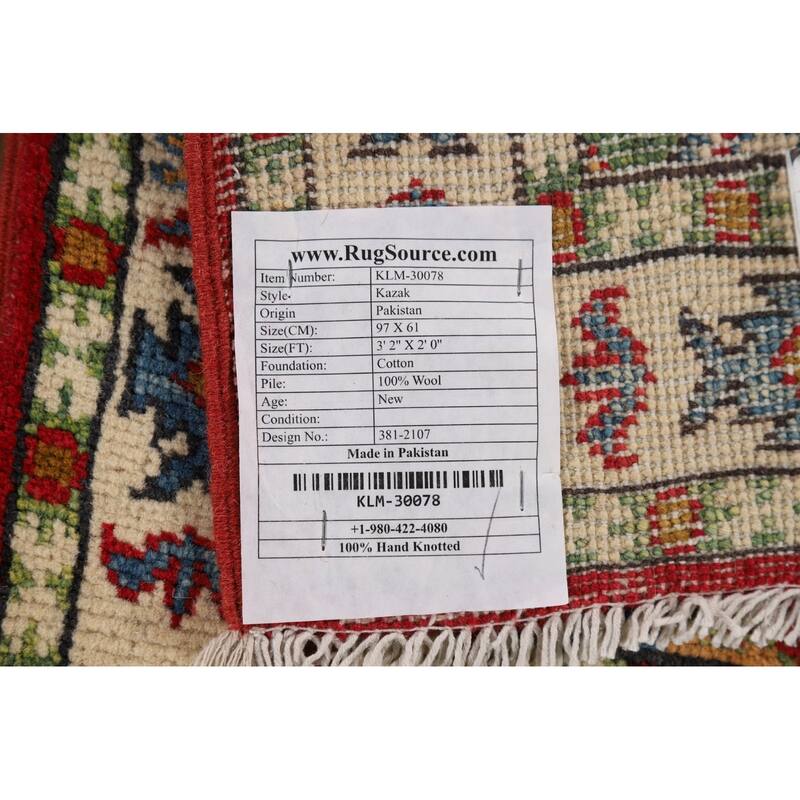 www.RugSource.com
Item Number: KLM-30078
Style: Kazak
Origin Pakistan
Size(CM): 97 X 61
Size(FT): 3' 2" X 2' 0"
Foundation: Cotton
Pile: 100% Wool
Age: New
Condition:
Design No.: 381-2107
Made in Pakistan
KLM-30078
+1-980-422-4080
100% Hand Knotted